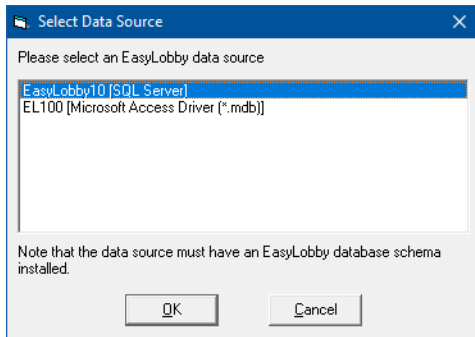 Select Data Source
Please select an EasyLobby data source
EasyLobby10 [SQL Server]
EL100 [Microsoft Access Driver (*.mdb)]
Note that the data source must have an EasyLobby database schema
installed.
OK
Cancel